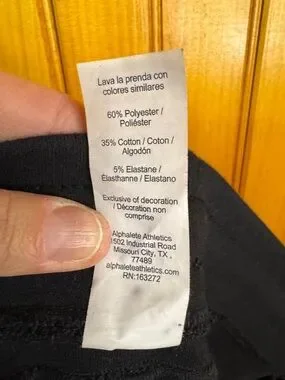 Lava la prenda con
colores similares
60% Polyester /
Poliéster
35% Cotton / Coton /
Algodón
5% Elastane /
Élasthanne / Elastano
Exclusive of decoration
/ Décoration non
comprise
Alphalete Athletics
1502 Industrial Road
Missouri City, TX ,
77489
alphaleteathletics.com
RN:163272